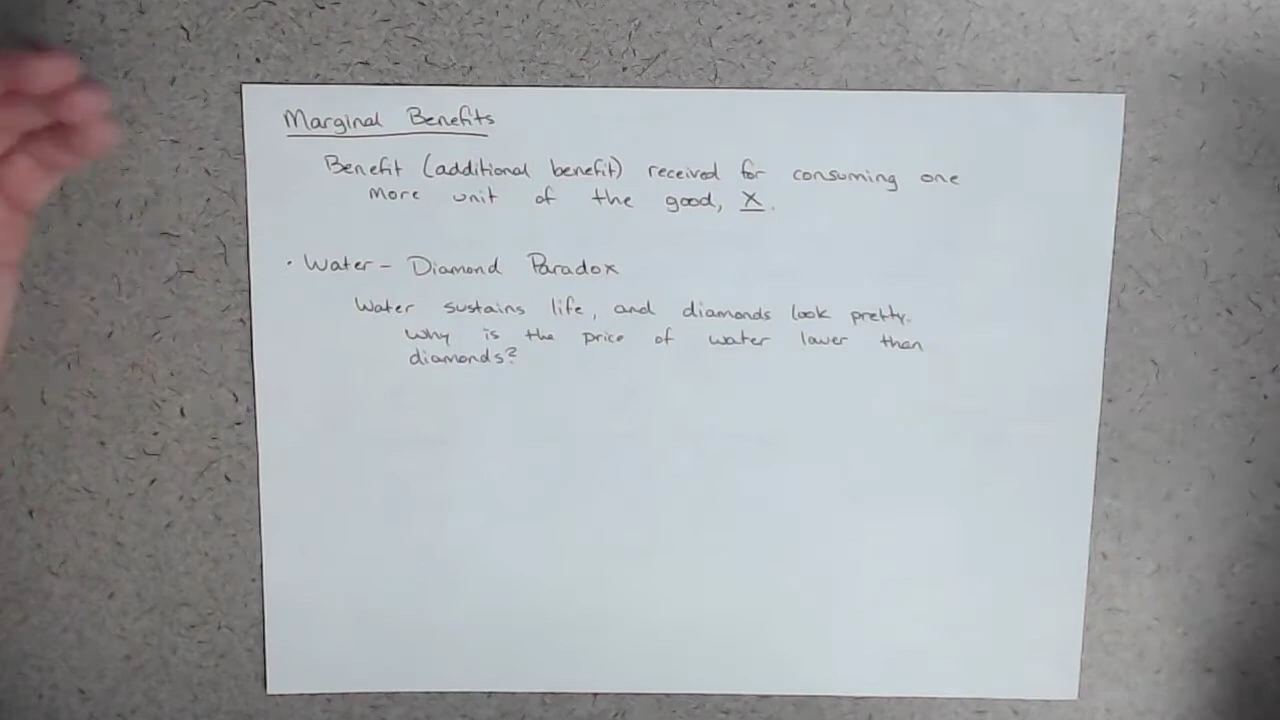 Marginal Benefits
Benefit (additional benefit) received for consuming one
more unit of the good, X.
• Water - Diamond Paradox
Water sustains life, and diamonds look pretty.
Why is the price of water lower than
diamonds?